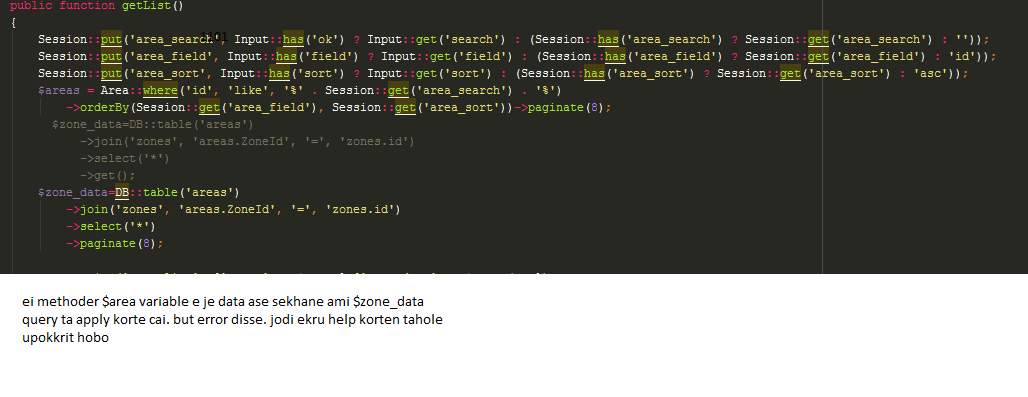 public function getList()
{
Session::put('area_search', Input::has('ok') ? Input::get('search') : (Session::has('area_search') ? Session::get('area_search') : ''));
Session::put('area_field', Input::has('field') ? Input::get('field') : (Session::has('area_search') ? Session::get('area_field') : 'id'));
Session::put('area_sort', Input::has('sort') ? Input::get('sort') : (Session::has('area_sort') ? Session::get('area_sort') : 'asc'));
$areas = Area::where('id', 'like', '%' . Session::get('area_search') . '%')
->orderBy(Session::get('area_field'), Session::get('area_sort'))->paginate(8);
$zone_data=DB::table('areas')
->join('zones', 'areas.ZoneId', '=', 'zones.id')
->select('*')
->get();
$zone_data=DB::table('areas')
->join('zones', 'areas.ZoneId', '=', 'zones.id')
->select('*')
->paginate(8);
ei methoder $area variable e je data ase sekhane ami $zone_data
query ta apply korte cai. but error disse. jodi ekru help korten tahole
upokkrit hobo